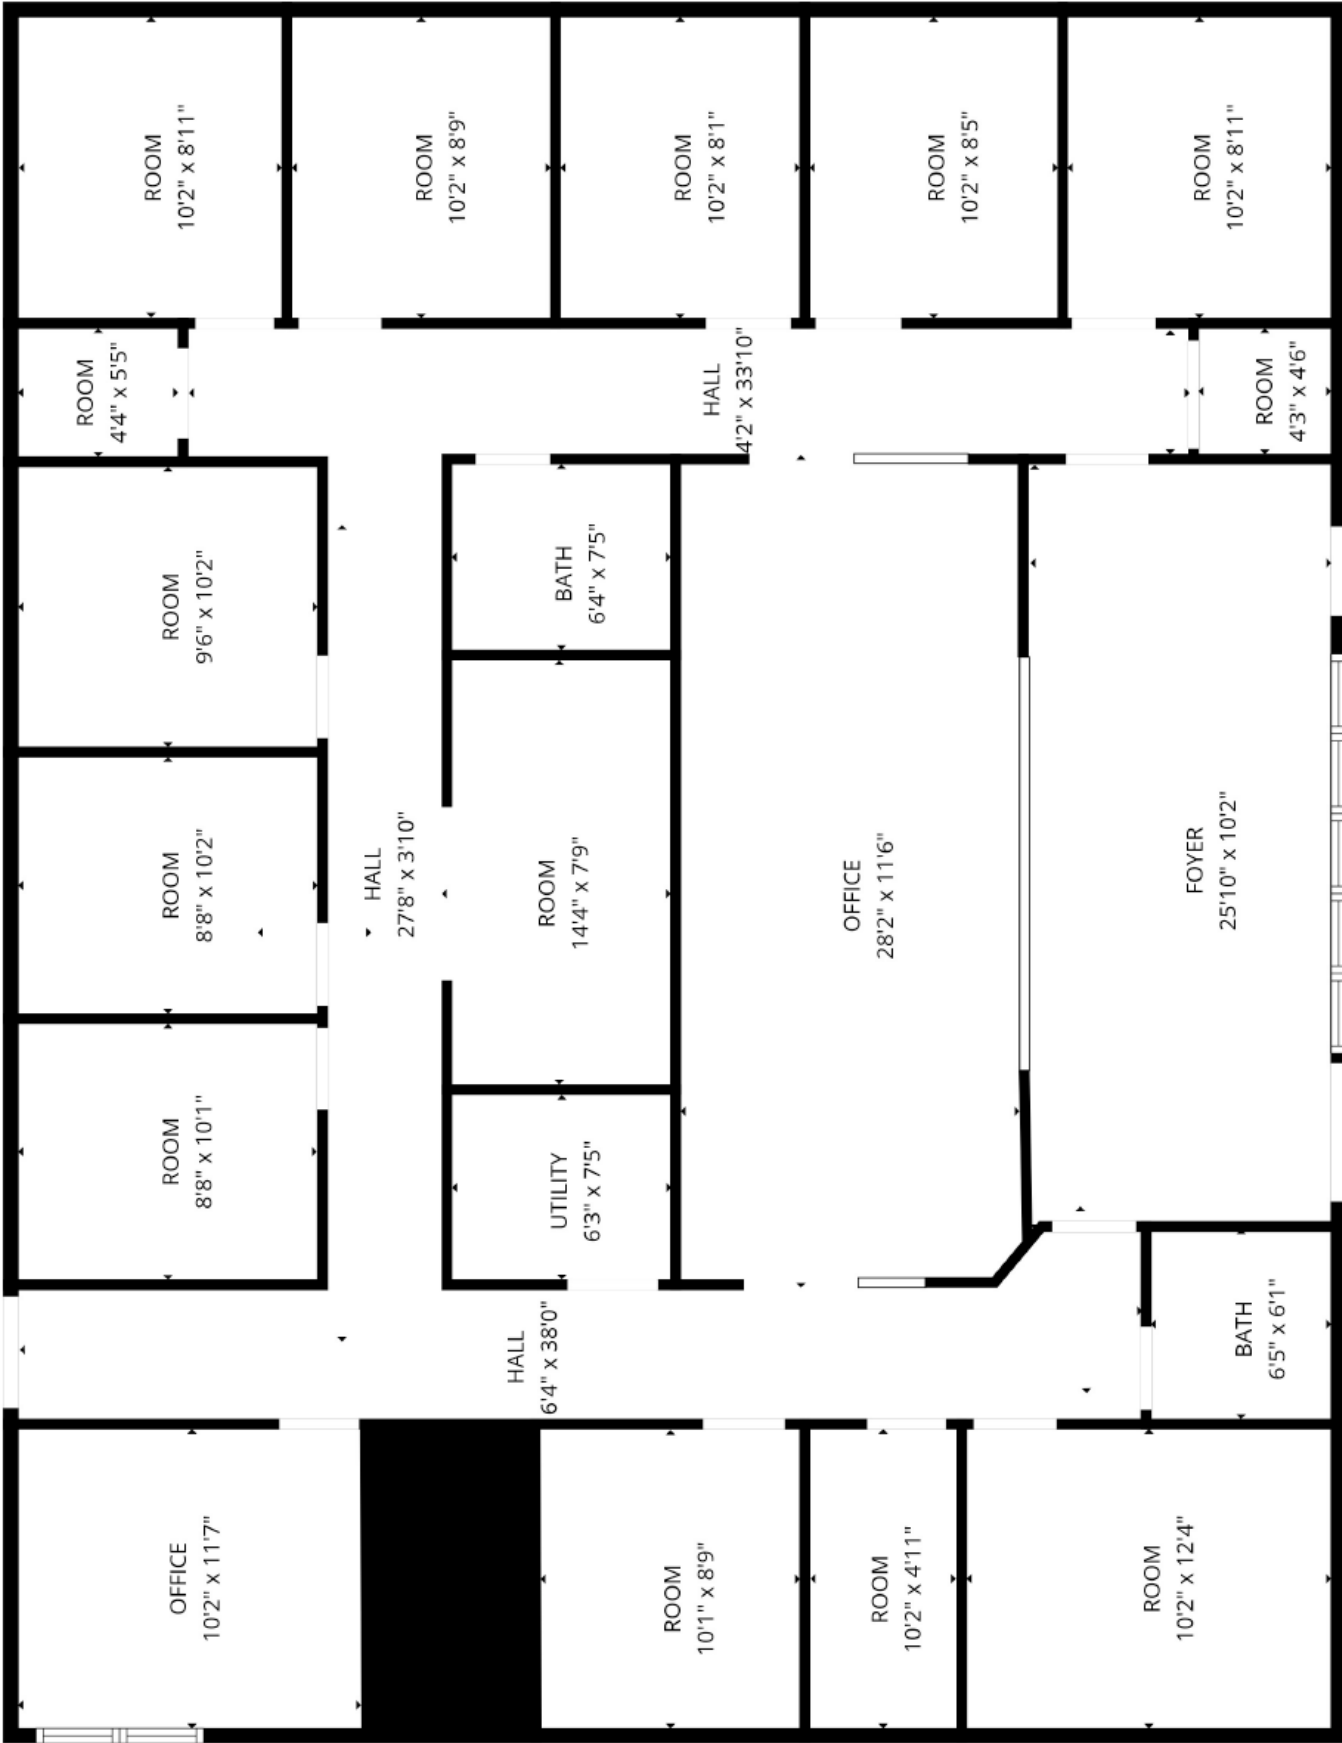 ROOM
10'2" x 8'11"
ROOM
10'2" x 8'9"
ROOM
10'2" x 8'1"
ROOM
10'2" x 8'5"
ROOM
10'2" x 8'11"
ROOM
4'4" x 5'5"
HALL
4'2" x 33'10"
ROOM
4'3" x 4'6"
ROOM
9'6" x 10'2"
BATH
6'4" x 7'5"
ROOM
8'8" x 10'2"
HALL
27'8" x 3'10"
ROOM
14'4" x 7'9"
OFFICE
28'2" x 11'6"
FOYER
25'10" x 10'2"
ROOM
8'8" x 10'1"
UTILITY
6'3" x 7'5"
HALL
6'4" x 38'0"
BATH
6'5" x 6'1"
OFFICE
10'2" x 11'7"
ROOM
10'1" x 8'9"
ROOM
10'2" x 4'11"
ROOM
10'2" x 12'4"